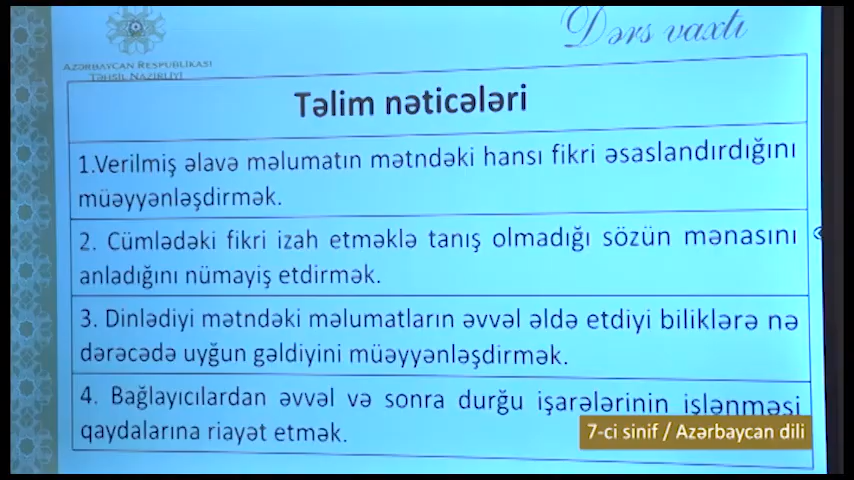 Dərs vaxtı
AZƏRBAYCAN RESPUBLİKASI
TƏHSİL NAZİRLİYİ
Təlim nəticələri
1.Verilmiş əlavə məlumatın mətndəki hansı fikri əsaslandırdığını
müəyyənləşdirmək.
2. Cümlədəki fikri izah etməklə tanış olmadığı sözün mənasını
anladığını nümayiş etdirmək.
3. Dinlədiyi mətndəki məlumatların əvvəl əldə etdiyi biliklərə nə
dərəcədə uyğun gəldiyini müəyyənləşdirmək.
4. Bağlayıcılardan əvvəl və sonra durğu işarələrinin işlənməsi
qaydalarına riayət etmək.
7-ci sinif / Azərbaycan dili